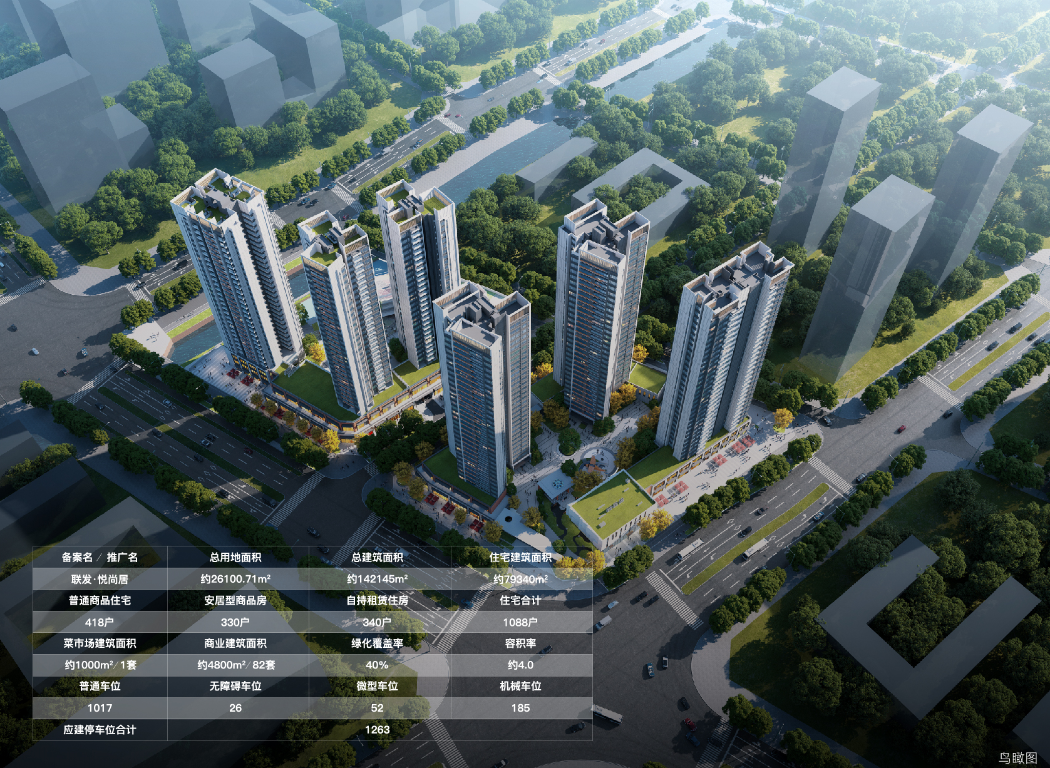 备案名 / 推广名 总用地面积 总建筑面积 住宅建筑面积
联发·悦尚居 约26100.71㎡ 约142145㎡ 约79340㎡
普通商品住宅 安居型商品房 自持租赁住房 住宅合计
418户 330户 340户 1088户
菜市场建筑面积 商业建筑面积 绿化覆盖率 容积率
约1000㎡/1套 约4800㎡/82套 40% 约4.0
普通车位 无障碍车位 微型车位 机械车位
1017 26 52 185
应建停车位合计 1263
鸟瞰图